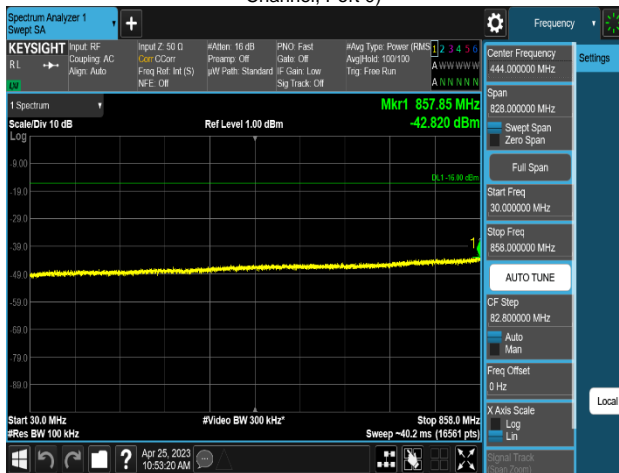 Channel, Port 0)
Spectrum Analyzer 1
Swept SA
+
Frequency
KEYSIGHT
RL
Input: RF
Coupling: AC
Align: Auto
Input Z: 50 Ω
Corr CCorr
Freq Ref: Int (S)
NFE: Off
#Atten: 16 dB
Preamp: Off
µW Path: Standard
PNO: Fast
Gate: Off
IF Gain: Low
Sig Track: Off
#Avg Type: Power (RMS
Avg|Hold: 100/100
Trig: Free Run
1 2 3 4 5 6
A W W W W W
A N N N N N
1 Spectrum
Scale/Div 10 dB
Log
Ref Level 1.00 dBm
Mkr1 857.85 MHz
-42.820 dBm
DL1 -16.00 dBm
-9.00
-19.0
-29.0
-39.0
-49.0
-59.0
-69.0
-79.0
-89.0
1
Start 30.0 MHz
#Res BW 100 kHz
#Video BW 300 kHz*
Stop 858.0 MHz
Sweep ~40.2 ms (16561 pts)
?
Apr 25, 2023
10:53:20 AM
Center Frequency
444.000000 MHz
Span
828.000000 MHz
Swept Span
Zero Span
Full Span
Start Freq
30.000000 MHz
Stop Freq
858.000000 MHz
AUTO TUNE
CF Step
82.800000 MHz
Auto
Man
Freq Offset
0 Hz
X Axis Scale
Log
Lin
Signal Track
(Span Zoom)
Settings
Local